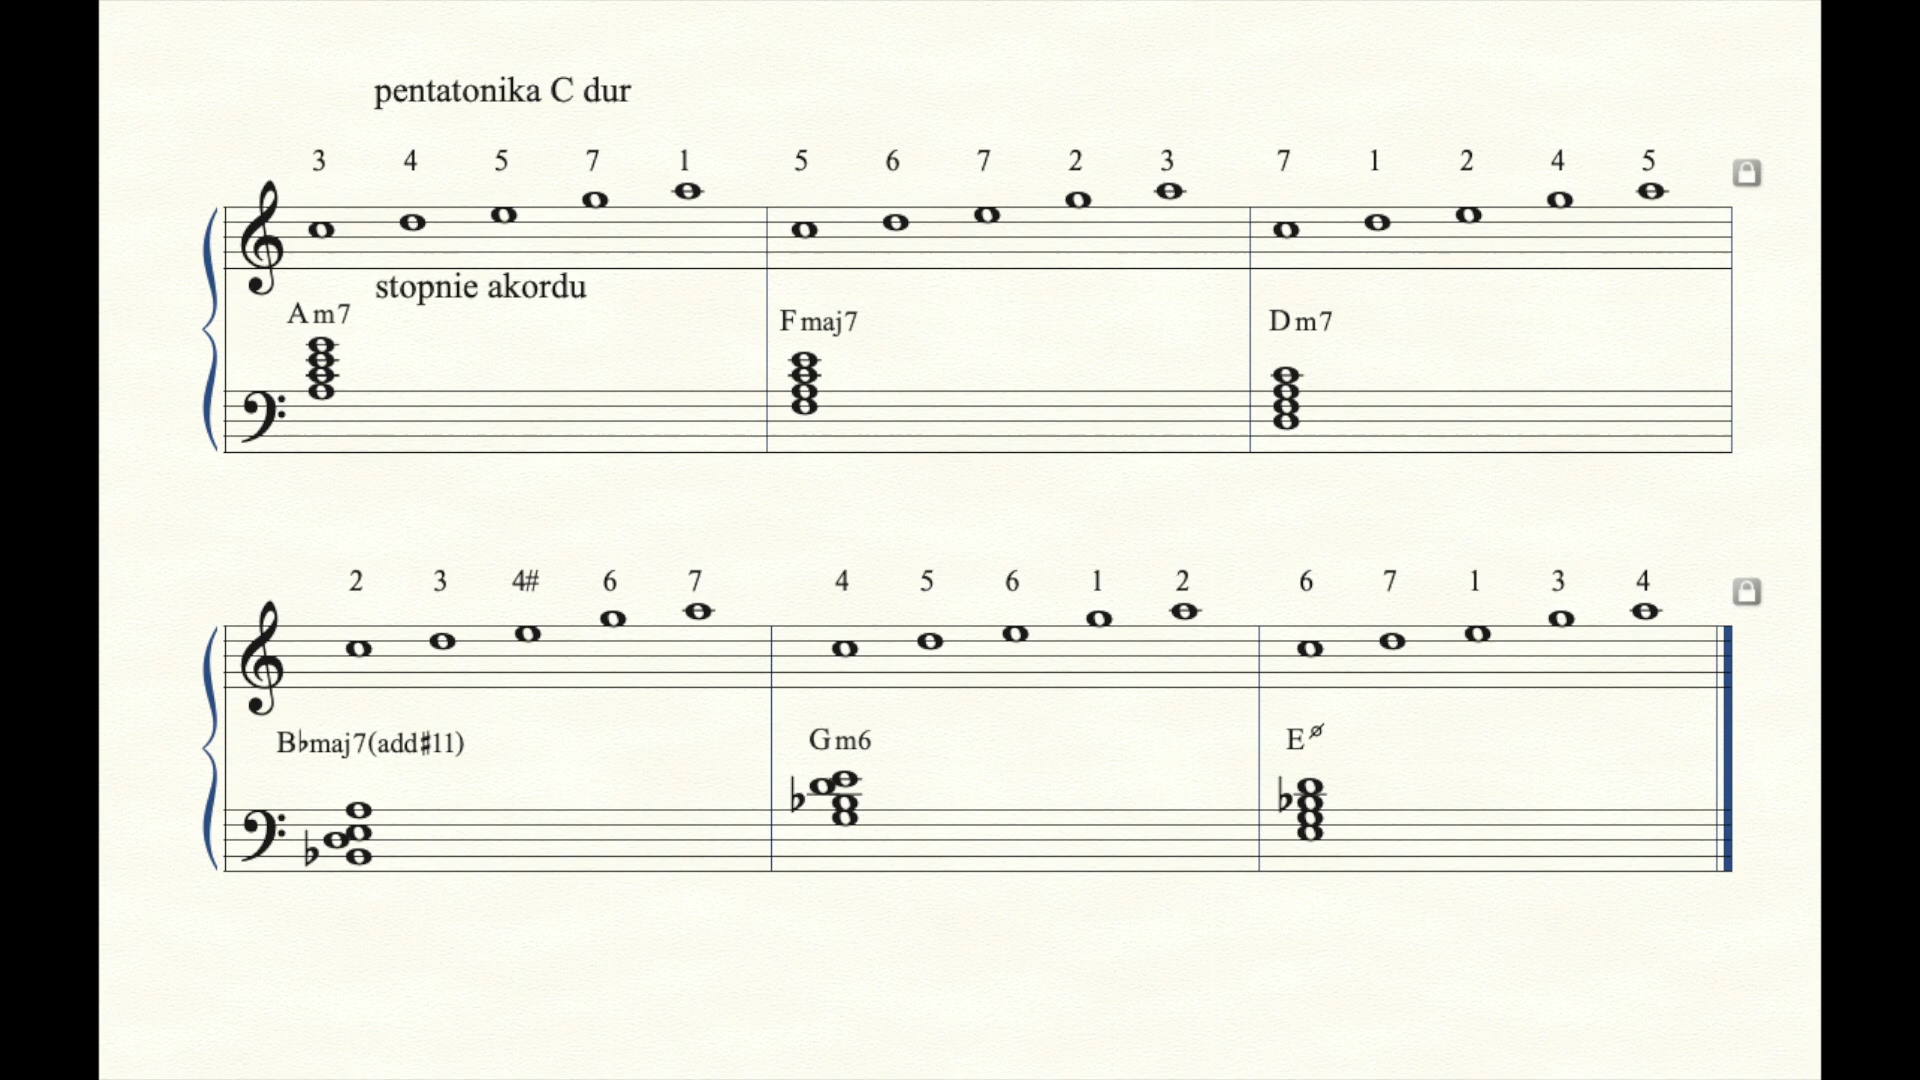 pentatonika C dur
3 4 5 7 1 5 6 7 2 3 7 1 2 4 5
stopnie akordu
Am7 Fmaj7 Dm7
2 3 4# 6 7 4 5 6 1 2 6 7 1 3 4
B♭maj7(add♯11) Gm6 Eø